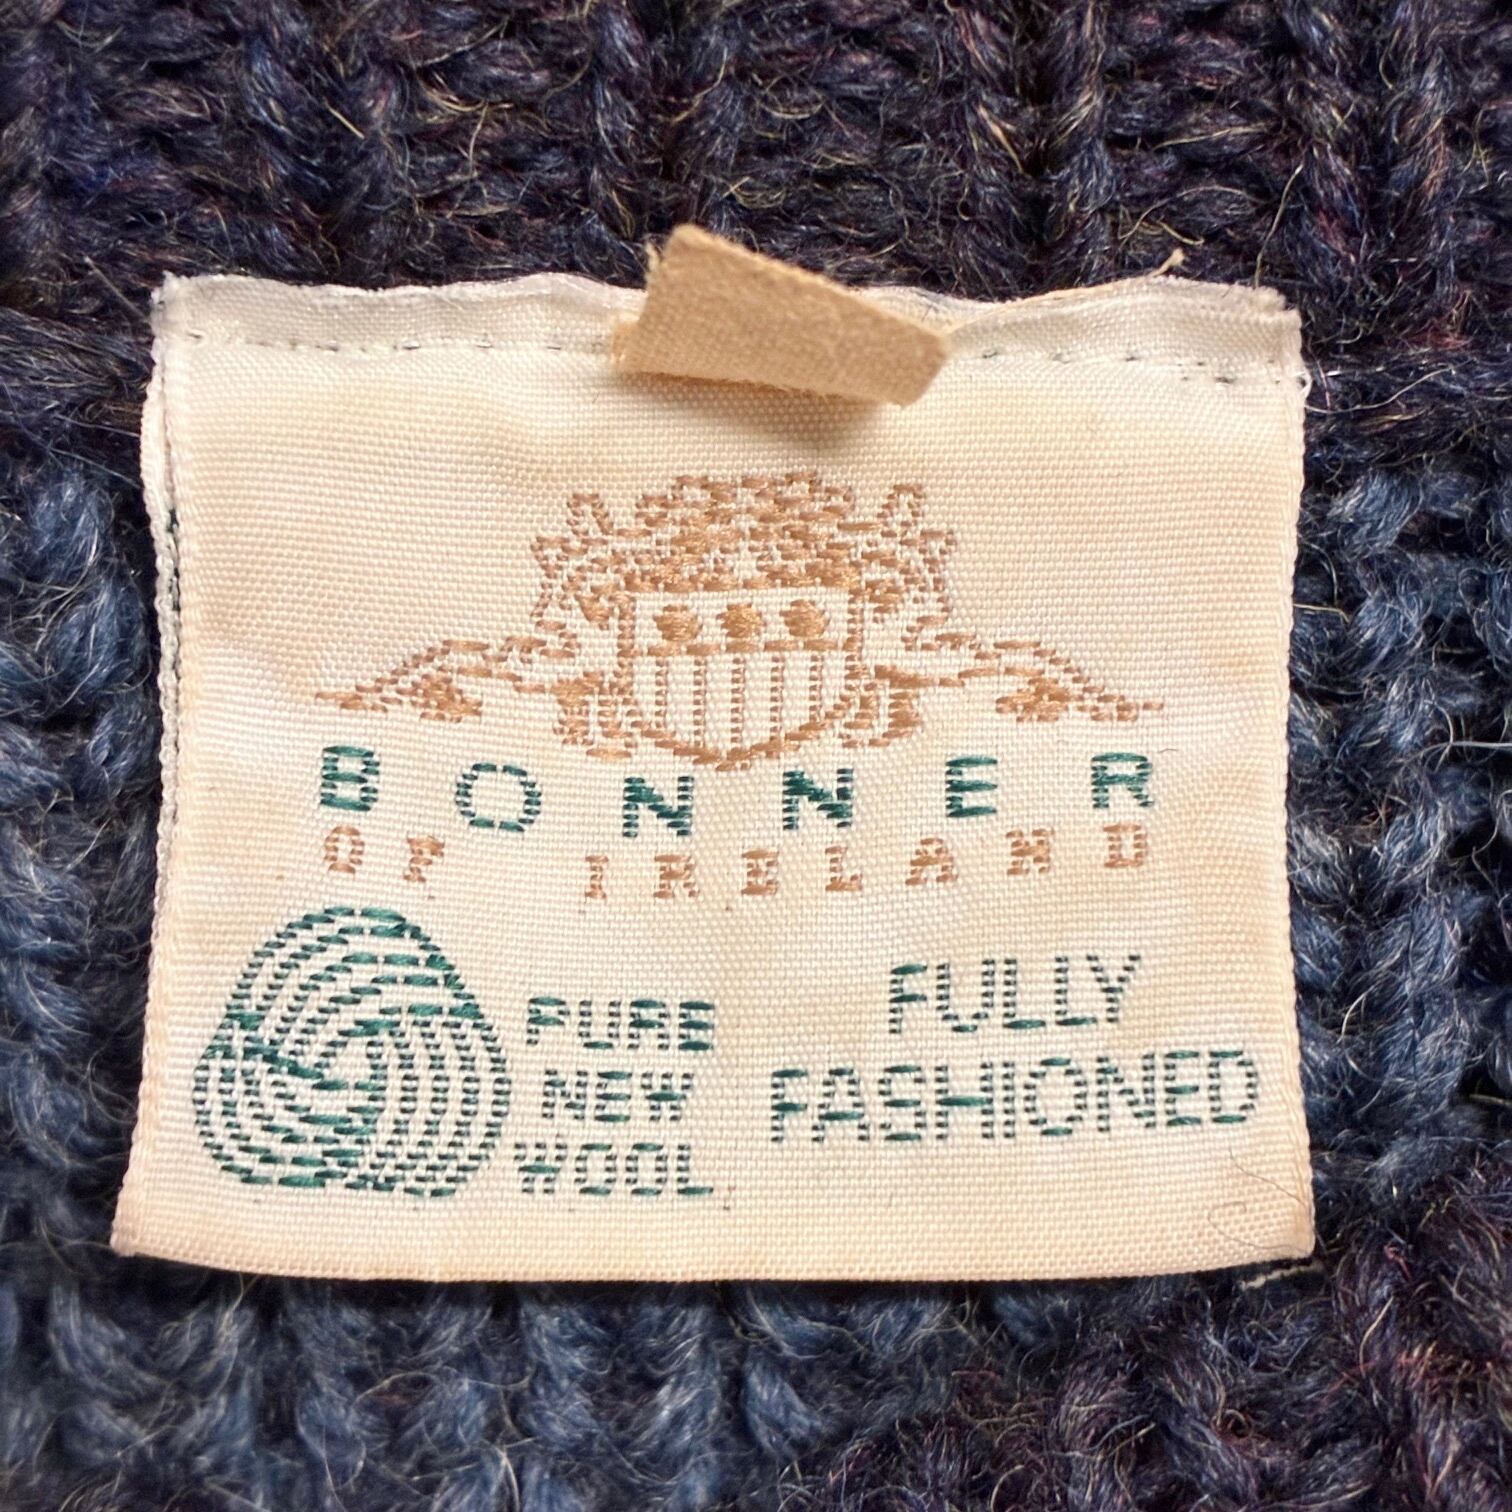 BONNER
OF IRELAND
PURE
NEW
WOOL
FULLY
FASHIONED